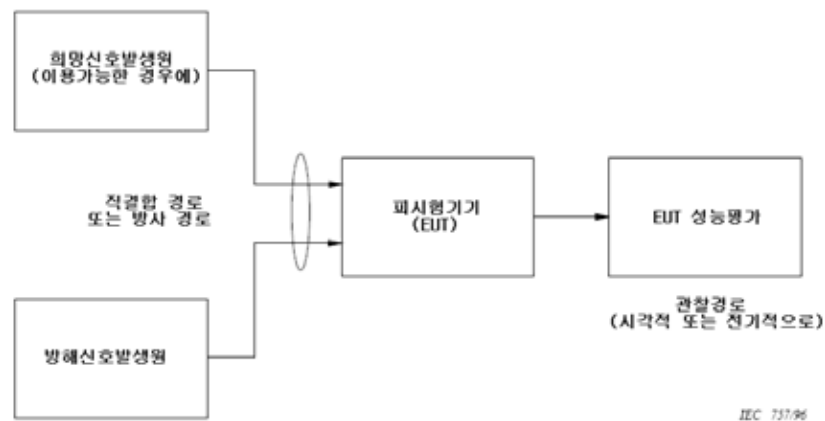 희망신호발생원
(이용가능한 경우에)
직결합 경로
또는 방사 경로
피시험기기
(EUT)
EUT 성능평가
관찰경로
(시각적 또는 전기적으로)
방해신호발생원
IEC 757/96